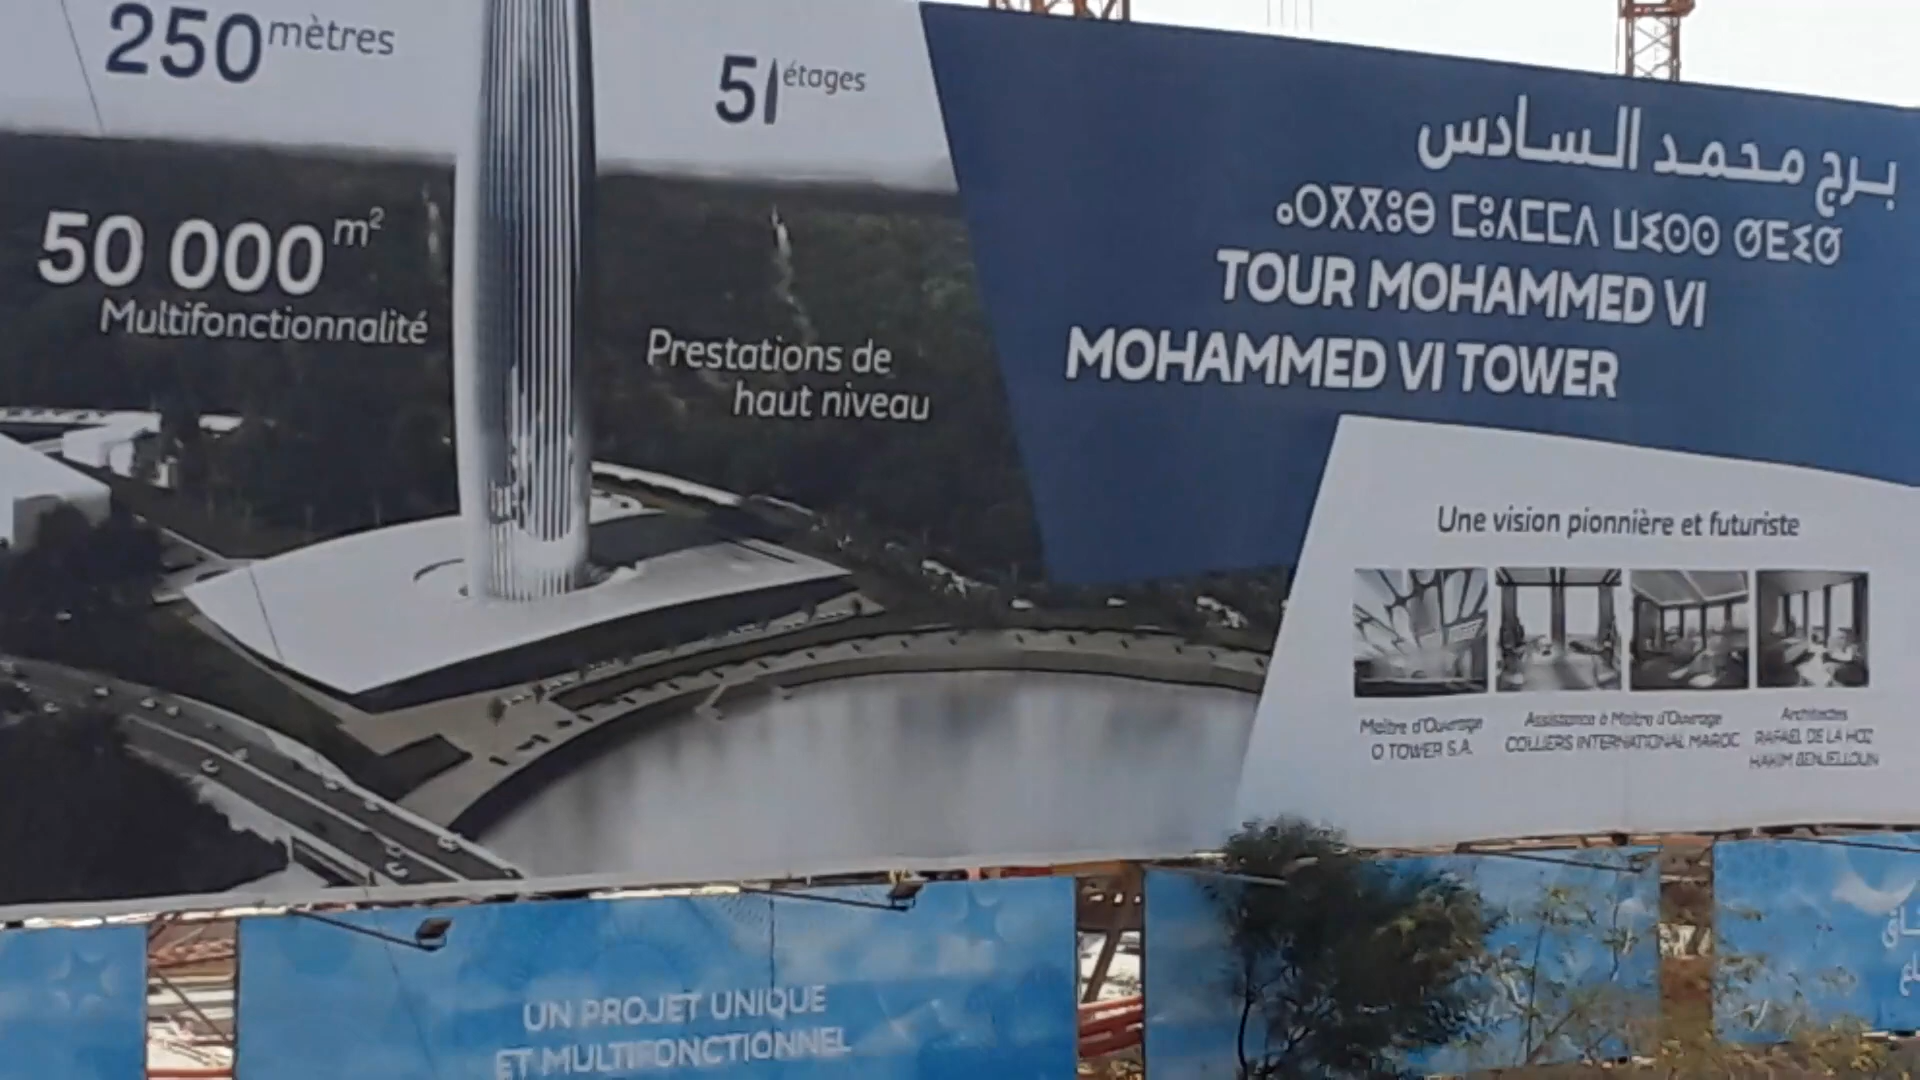 250 mètres
51 étages
50 000 m²
Multifonctionnalité
Prestations de
haut niveau
برج محمد السادس
ⴰⵔⴳⴳⵓⴱ ⵎⵓⵃⵎⵎⴷ ⵡⵉⵙⵙ ⵚⴹⵉⵚ
TOUR MOHAMMED VI
MOHAMMED VI TOWER
Une vision pionnière et futuriste
Maître d'Ouvrage
O TOWER S.A.
Assistance à Maître d'Ouvrage
COLLIERS INTERNATIONAL MAROC
Architectes
RAFAEL DE LA HOZ
HAKIM BENJELLOUN
UN PROJET UNIQUE
ET MULTIFONCTIONNEL